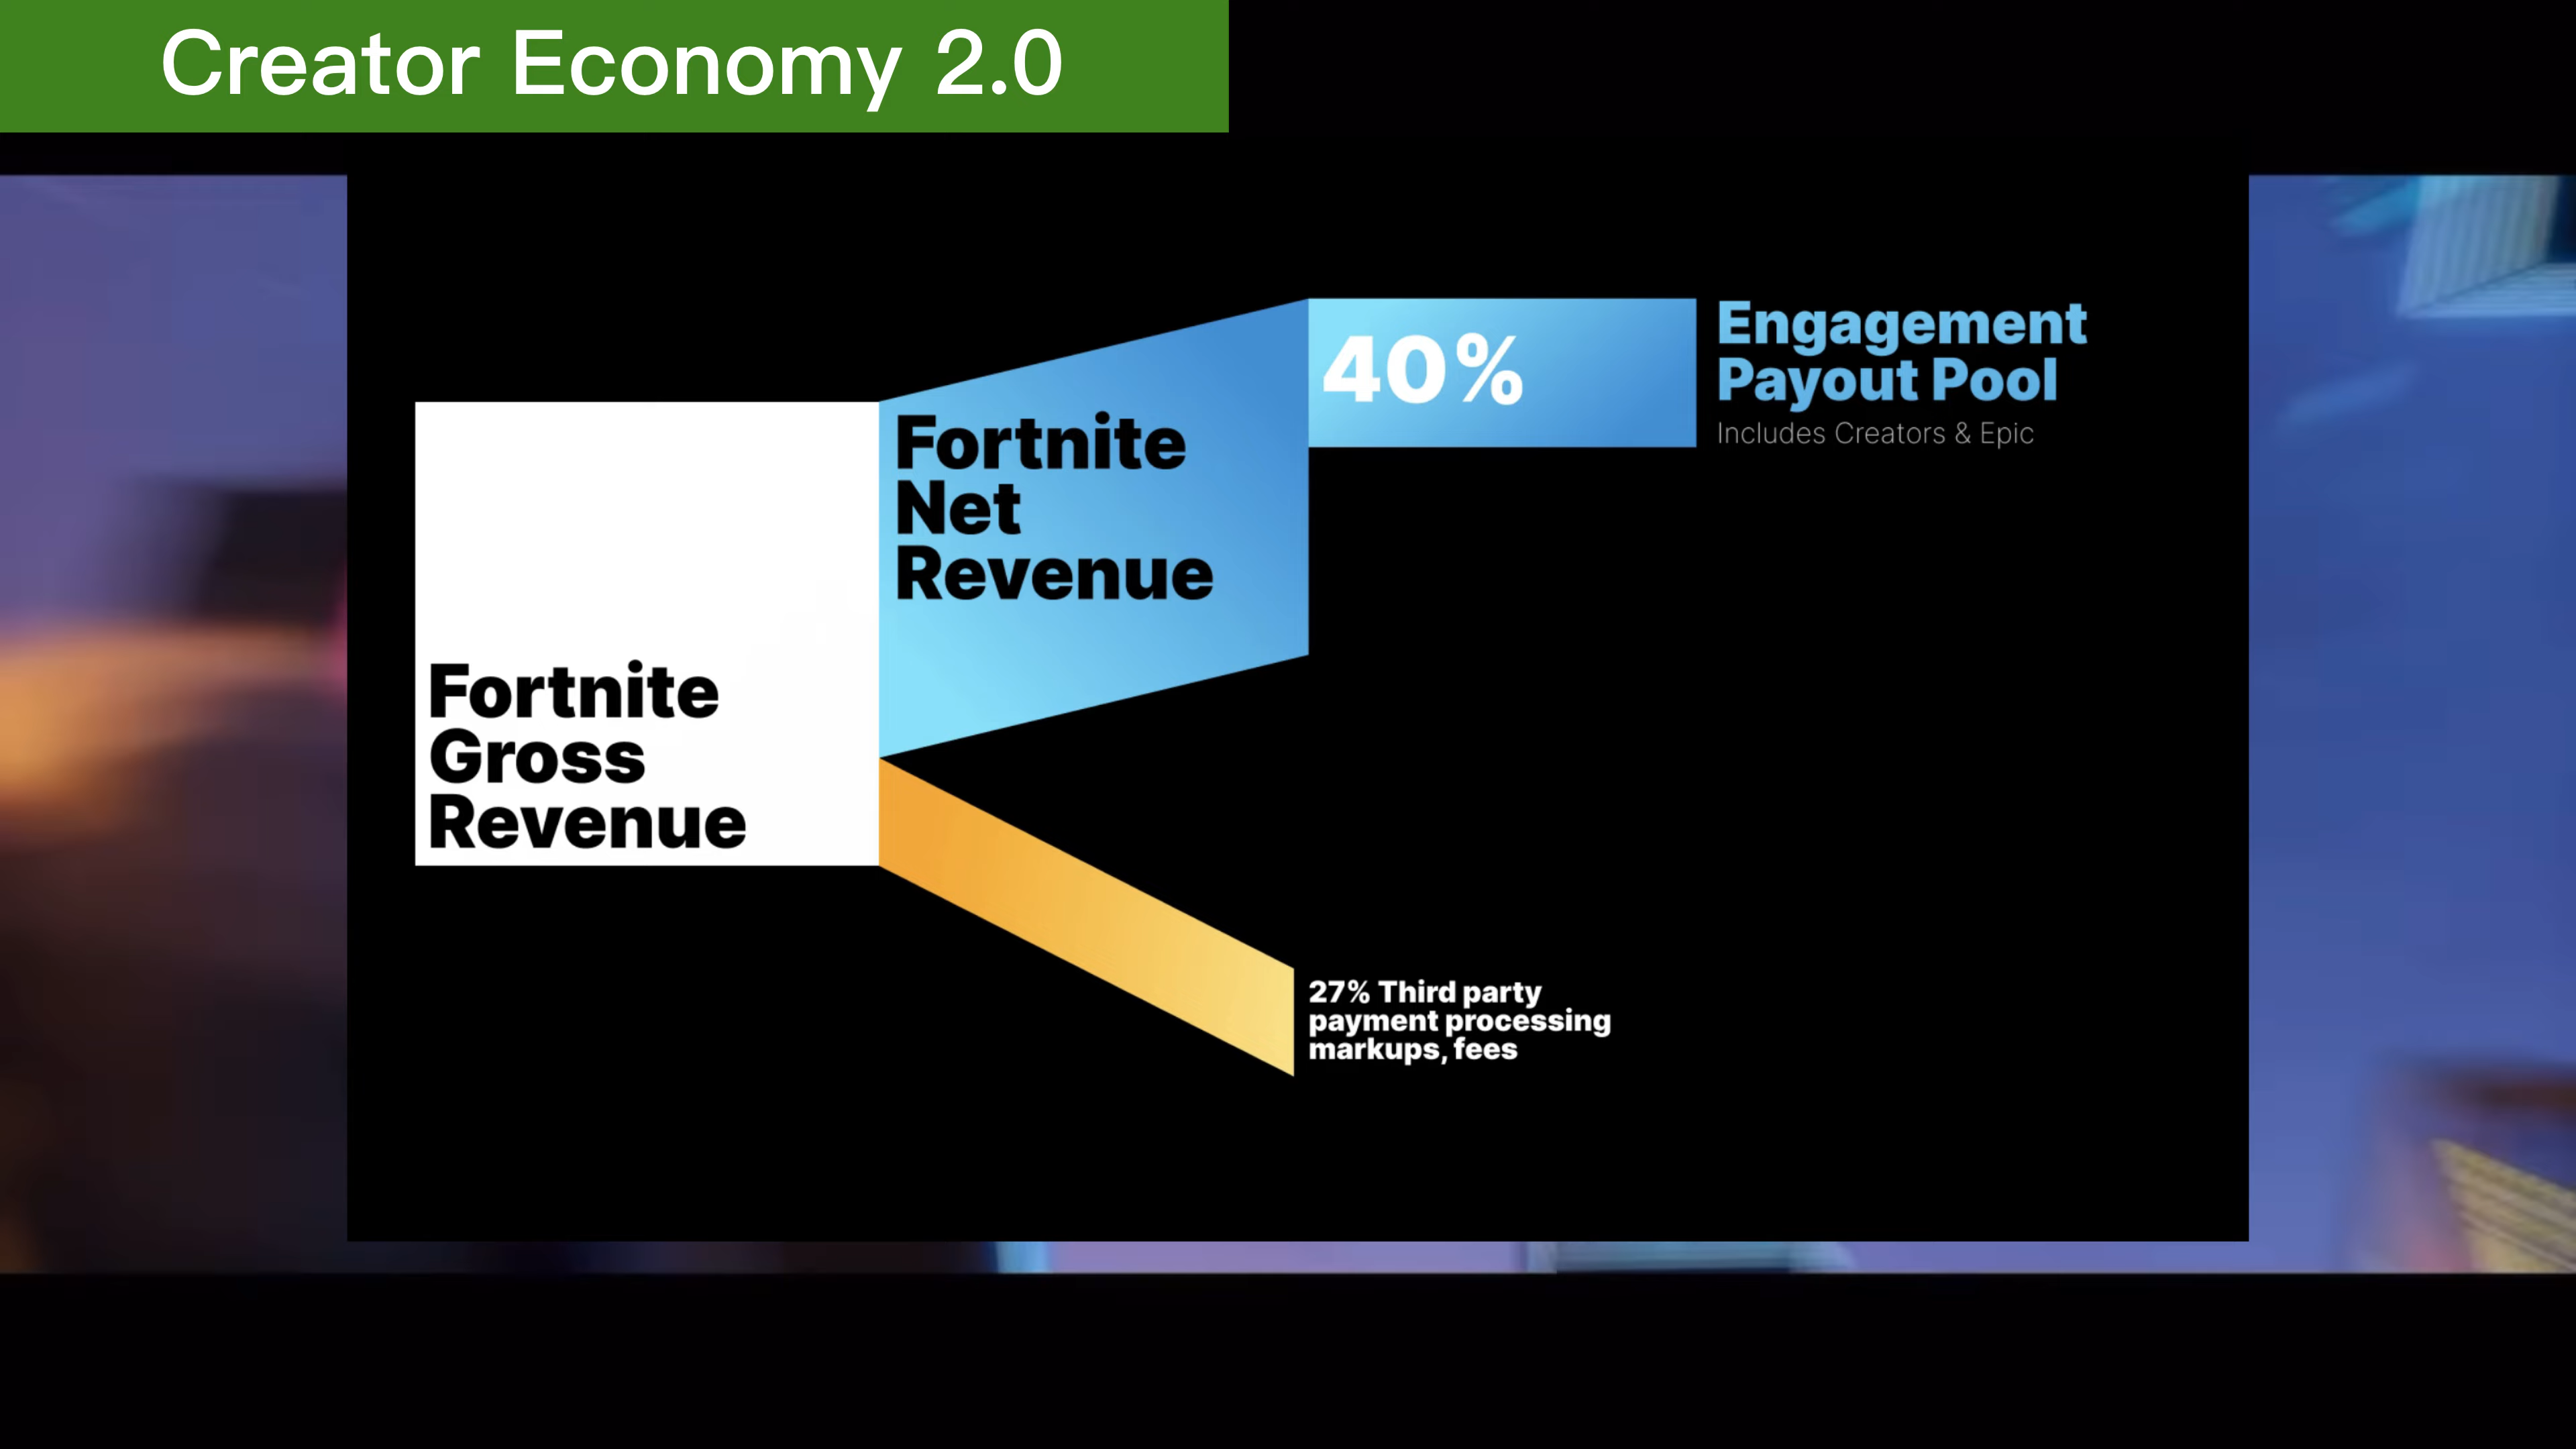 Creator Economy 2.0
Fortnite
Gross
Revenue
Fortnite
Net
Revenue
40%
Engagement
Payout Pool
Includes Creators & Epic
27% Third party
payment processing
markups, fees